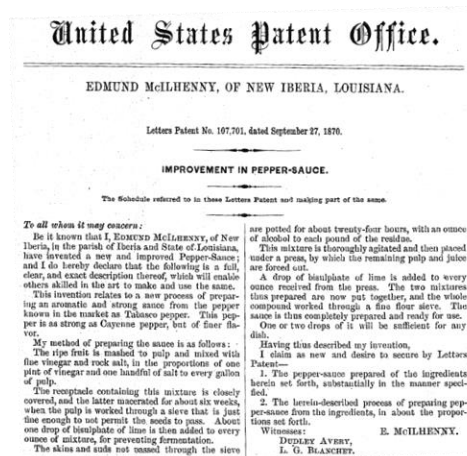 United States Patent Office.
EDMUND McILHENNY, OF NEW IBERIA, LOUISIANA.
Letters Patent No. 107,701, dated September 27, 1870.
IMPROVEMENT IN PEPPER-SAUCE.
The Schedule referred to in these Letters Patent and making part of the same.
To all whom it may concern:
Be it known that I, EDMUND McILHENNY, of New
Iberia, in the parish of Iberia and State of Louisiana,
have invented a new and improved Pepper-Sauce;
and I do hereby declare that the following is a full,
clear, and exact description thereof, which will enable
others skilled in the art to make and use the same.
This invention relates to a new process of prepar-
ing an aromatic and strong sauce from the pepper
known in the market as Tabasco pepper. This pep-
per is as strong as Cayenne pepper, but of finer fla-
vor.
My method of preparing the sauce is as follows:
The ripe fruit is mashed to pulp and mixed with
fine vinegar and rock salt, in the proportions of one
pint of vinegar and one handful of salt to every gallon
of pulp.
The receptacle containing this mixture is closely
covered, and the latter macerated for about six weeks,
when the pulp is worked through a sieve that is just
fine enough to not permit the seeds to pass. About
one drop of bisulphate of lime is then added to every
ounce of mixture, for preventing fermentation.
The skins and suds not passed through the sieve
are potted for about twenty-four hours, with an ounce
of alcohol to each pound of the residue.
This mixture is thoroughly agitated and then placed
under a press, by which the remaining pulp and juice
are forced out.
A drop of bisulphate of lime is added to every
ounce received from the press. The two mixtures
thus prepared are now put together, and the whole
compound worked through a fine flour sieve. The
sauce is thus completely prepared and ready for use.
One or two drops of it will be sufficient for any
dish.
Having thus described my invention,
I claim as new and desire to secure by Letters
Patent—
1. The pepper-sauce prepared of the ingredients
herein set forth, substantially in the manner speci-
fied.
2. The herein-described process of preparing pep-
per-sauce from the ingredients, in about the propor-
tions set forth.
E. McILHENNY.
Witnesses:
DUDLEY AVERY,
L. G. BLANCHET.